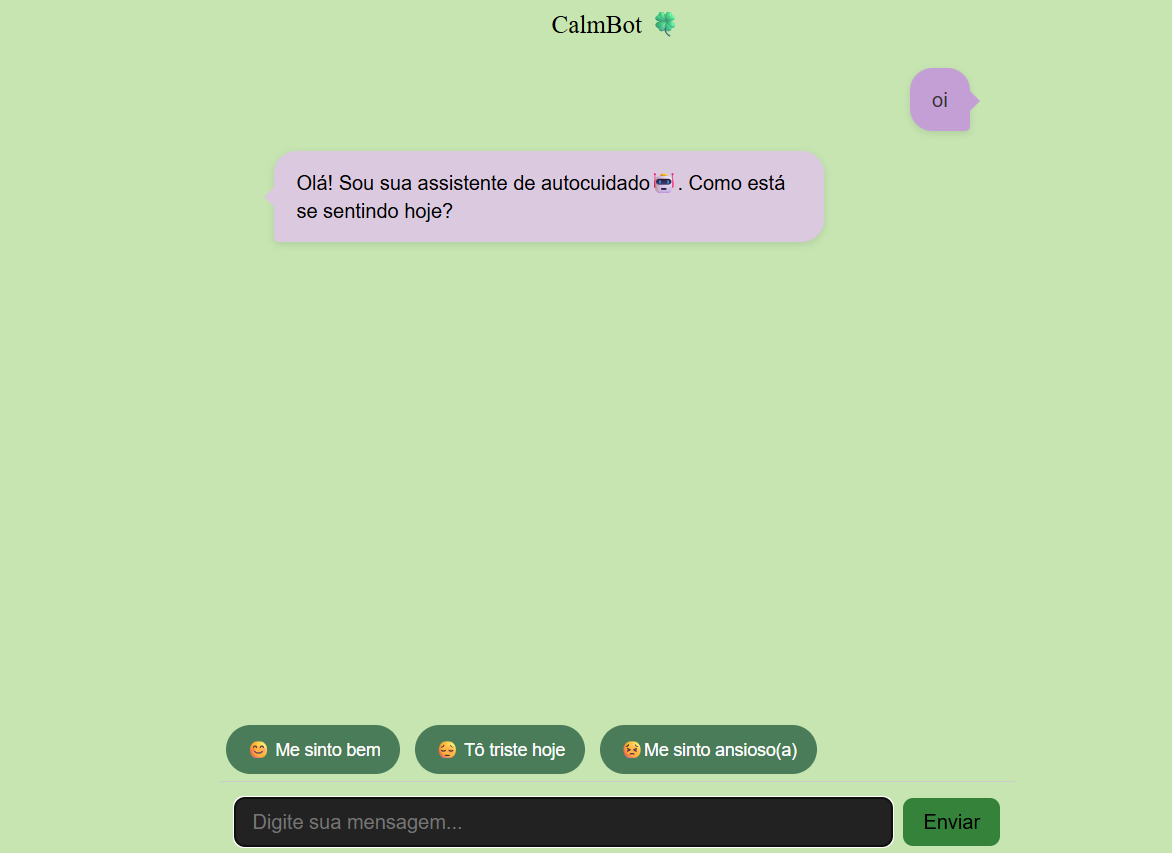 CalmBot 🍀
oi
Olá! Sou sua assistente de autocuidado🤖. Como está
se sentindo hoje?
😊 Me sinto bem
😔 Tô triste hoje
😣Me sinto ansioso(a)
Digite sua mensagem...
Enviar